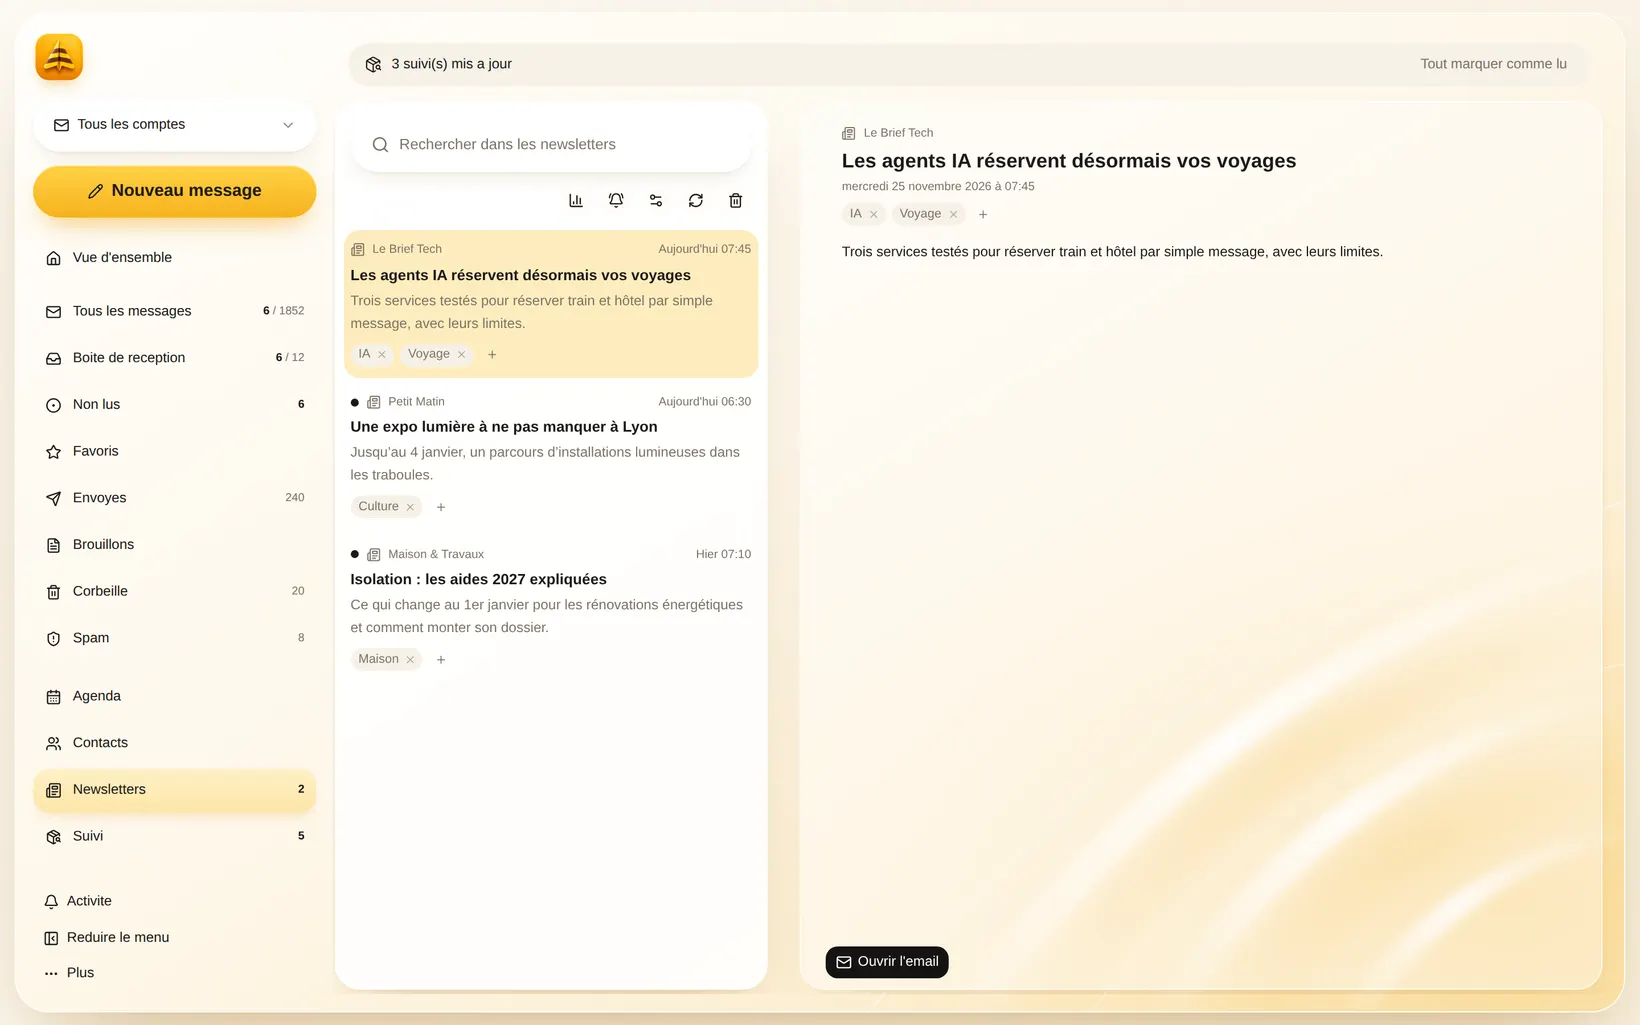 3 suivi(s) mis a jour
Tout marquer comme lu
Tous les comptes
Nouveau message
Vue d'ensemble
Tous les messages 6 / 1852
Boite de reception 6 / 12
Non lus 6
Favoris
Envoyes 240
Brouillons
Corbeille 20
Spam 8
Agenda
Contacts
Newsletters 2
Suivi 5
Activite
Reduire le menu
Plus
Rechercher dans les newsletters
Le Brief Tech Aujourd'hui 07:45
Les agents IA réservent désormais vos voyages
Trois services testés pour réserver train et hôtel par simple
message, avec leurs limites.
IA × Voyage × +
Petit Matin Aujourd'hui 06:30
Une expo lumière à ne pas manquer à Lyon
Jusqu’au 4 janvier, un parcours d’installations lumineuses dans
les traboules.
Culture × +
Maison & Travaux Hier 07:10
Isolation : les aides 2027 expliquées
Ce qui change au 1er janvier pour les rénovations énergétiques
et comment monter son dossier.
Maison × +
Le Brief Tech
Les agents IA réservent désormais vos voyages
mercredi 25 novembre 2026 à 07:45
IA × Voyage × +
Trois services testés pour réserver train et hôtel par simple message, avec leurs limites.
Ouvrir l'email